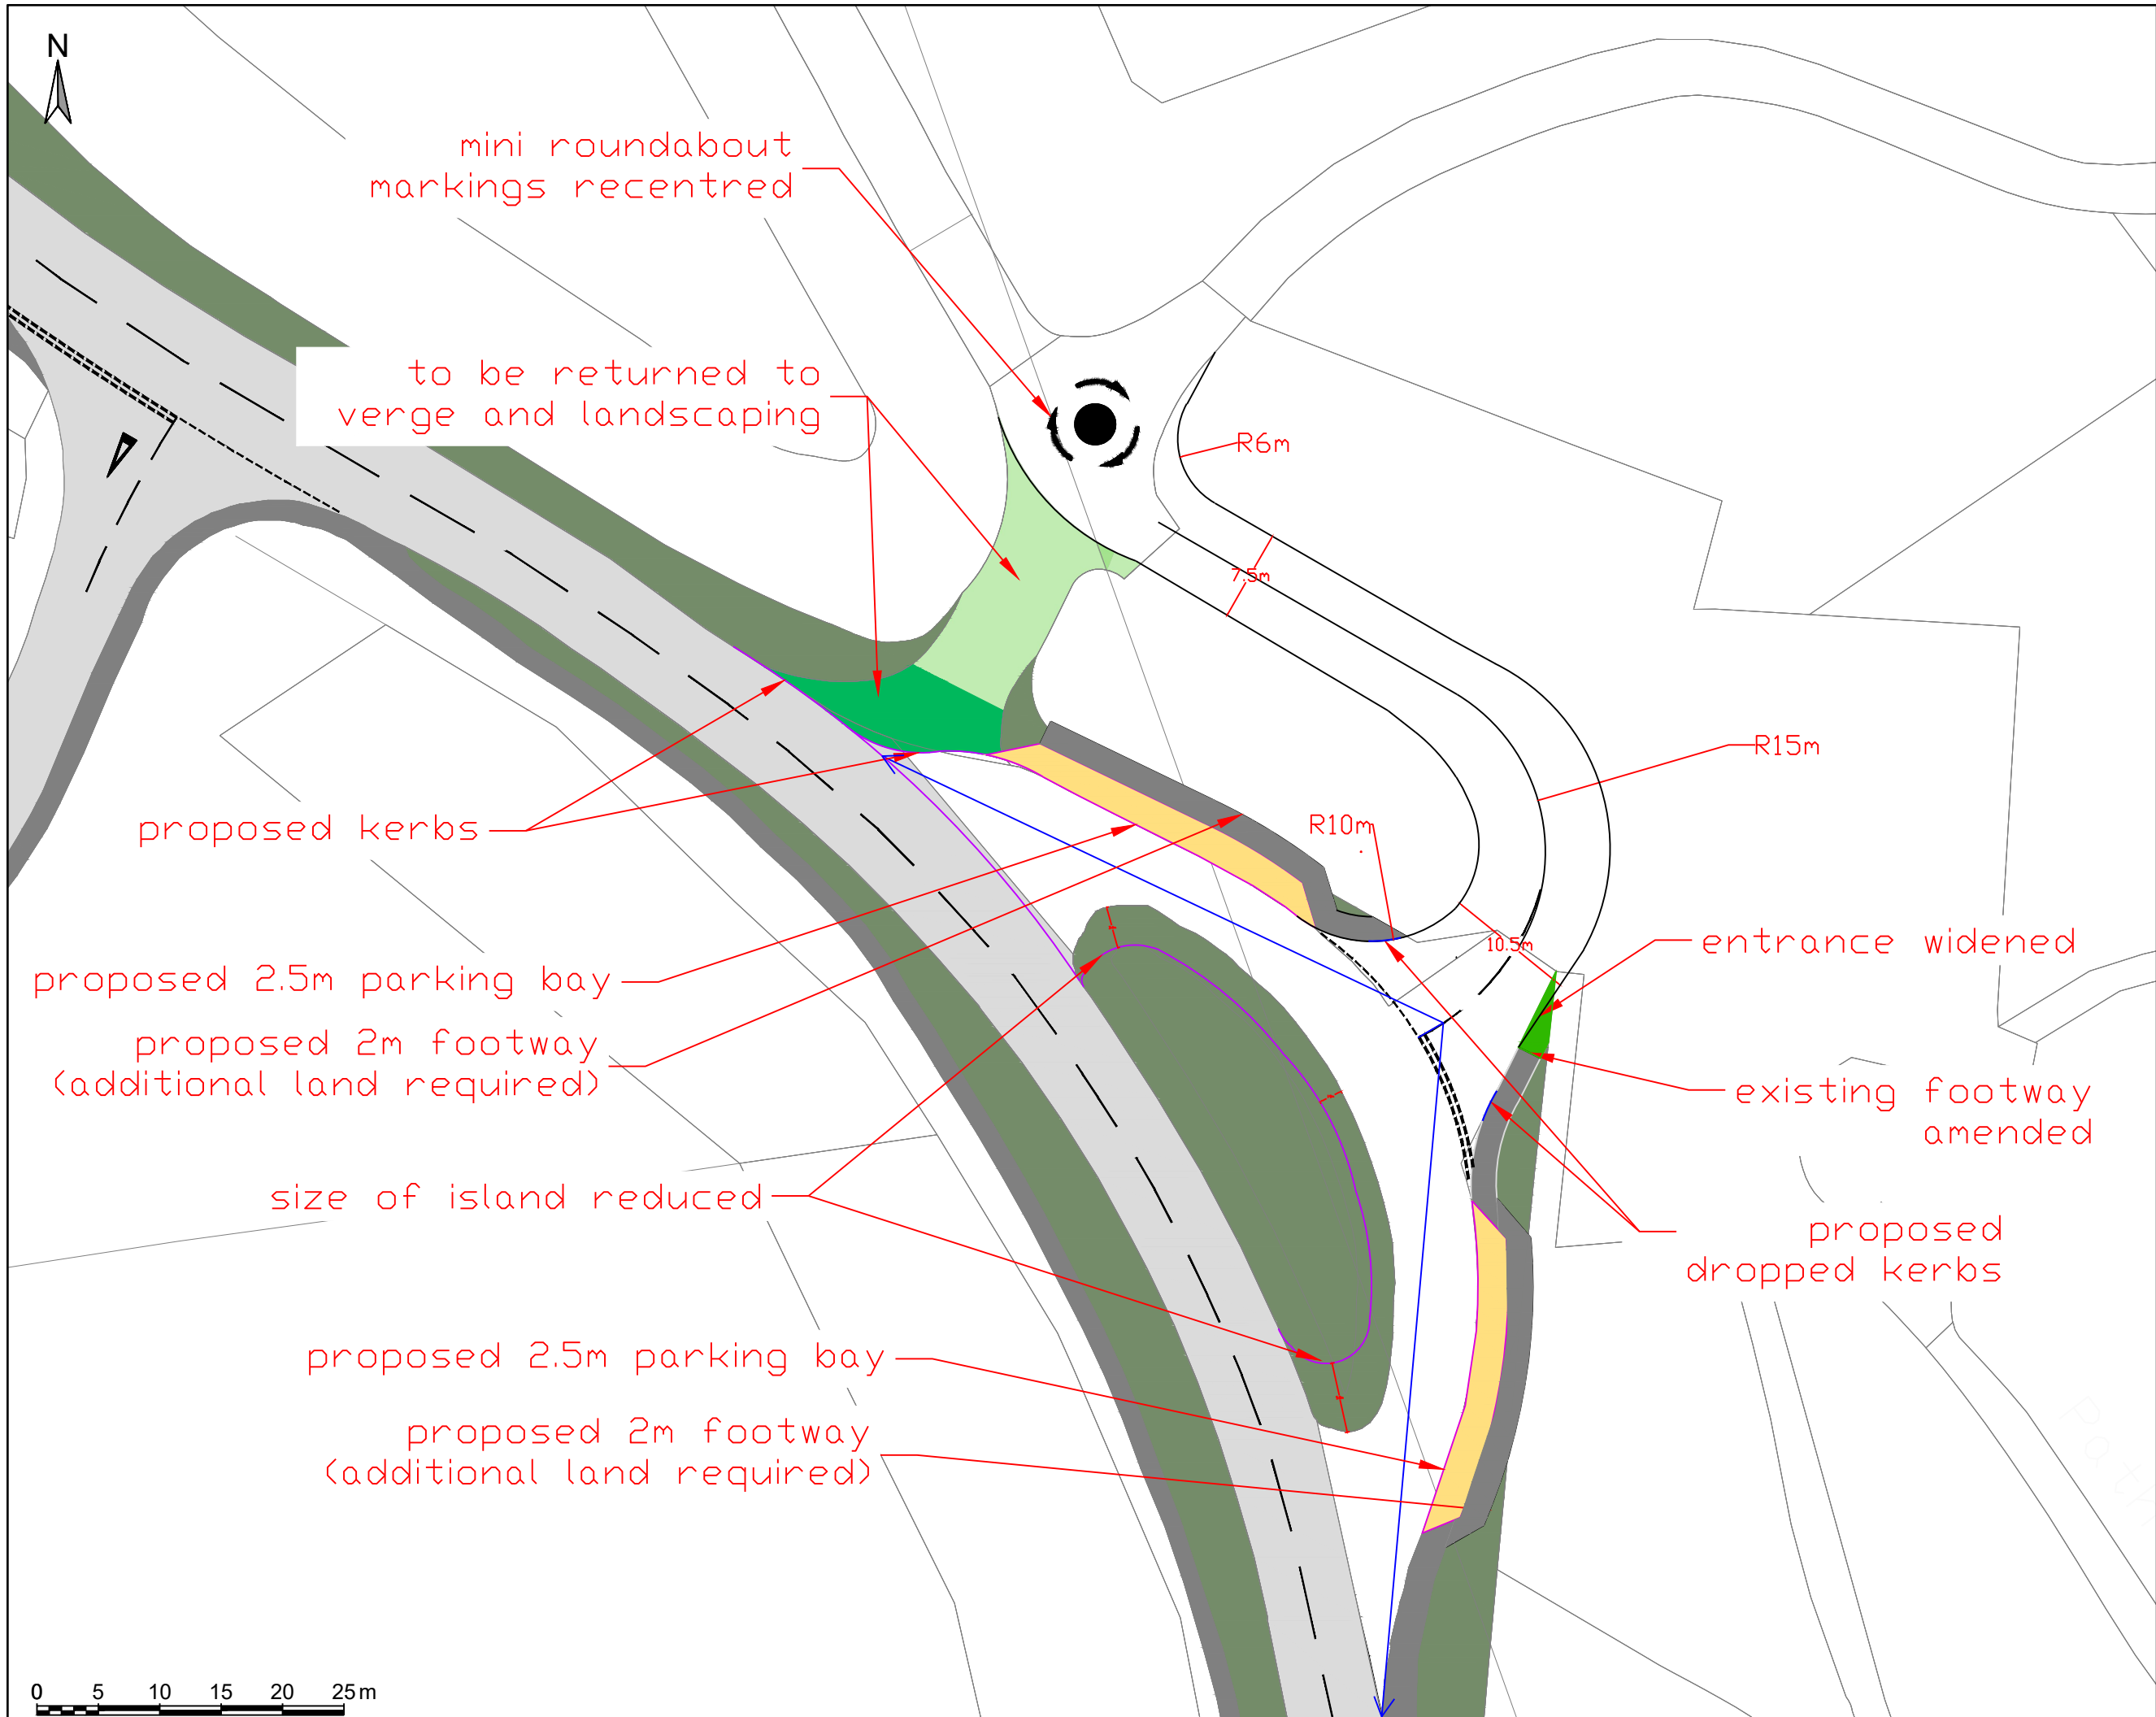 N
mini roundabout
markings recentred
to be returned to
verge and landscaping
R6m
7.5m
R15m
proposed kerbs
R10m
entrance widened
10.5m
proposed 2.5m parking bay
proposed 2m footway
(additional land required)
existing footway
amended
size of island reduced
proposed
dropped kerbs
proposed 2.5m parking bay
proposed 2m footway
(additional land required)
0 5 10 15 20 25m